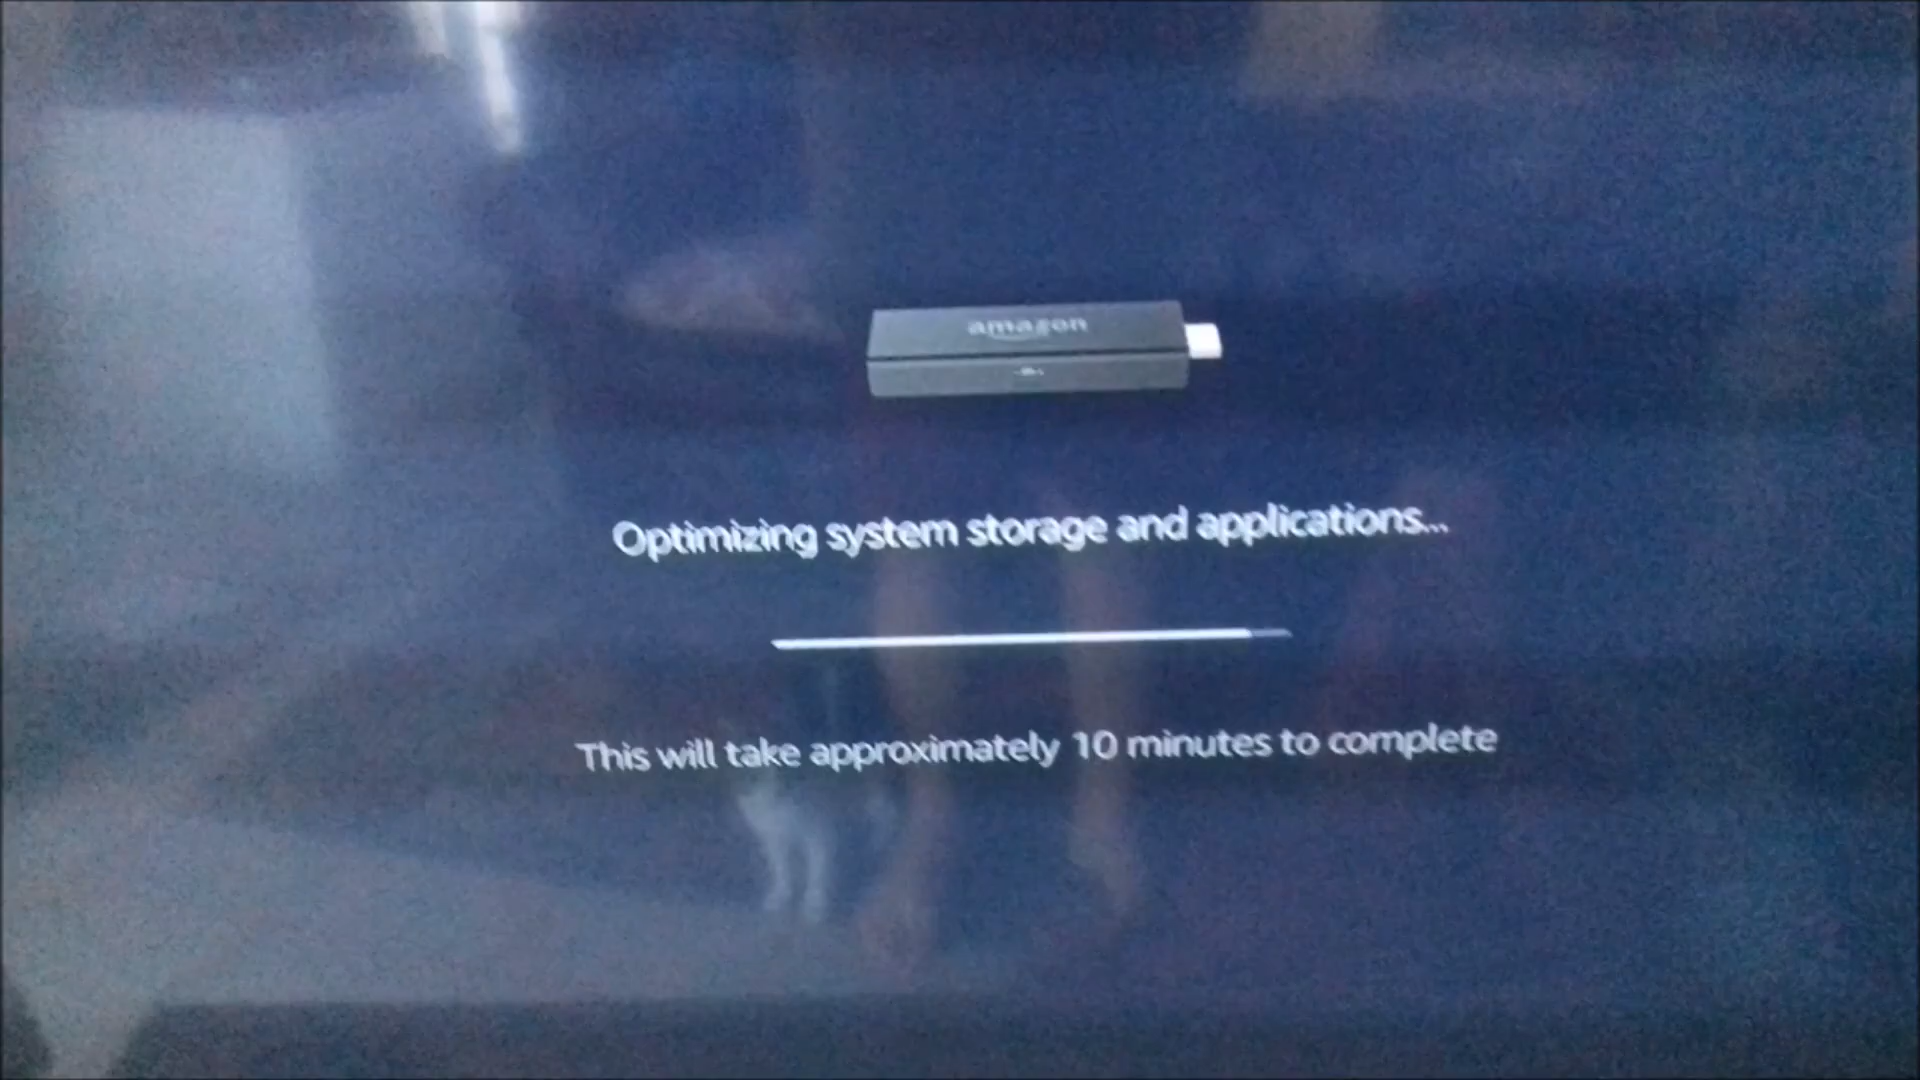 amazon
Optimizing system storage and applications...
This will take approximately 10 minutes to complete